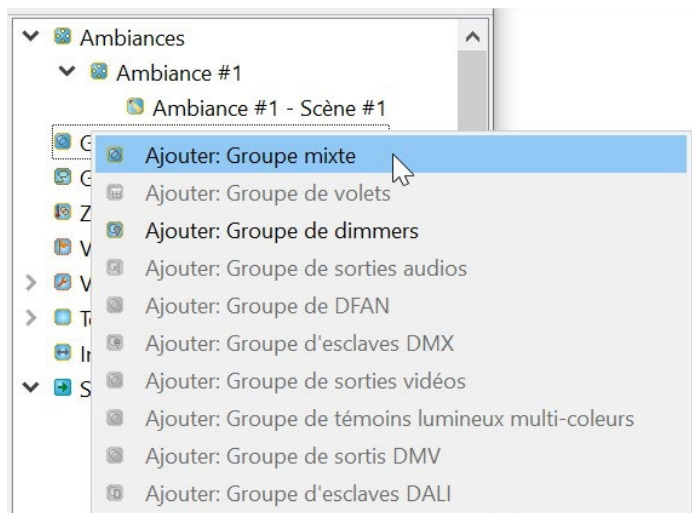 Ambiances
Ambiance #1
Ambiance #1 - Scène #1
Ajouter: Groupe mixte
Ajouter: Groupe de volets
Ajouter: Groupe de dimmers
Ajouter: Groupe de sorties audios
Ajouter: Groupe de DFAN
Ajouter: Groupe d'esclaves DMX
Ajouter: Groupe de sorties vidéos
Ajouter: Groupe de témoins lumineux multi-coleurs
Ajouter: Groupe de sortis DMV
Ajouter: Groupe d'esclaves DALI